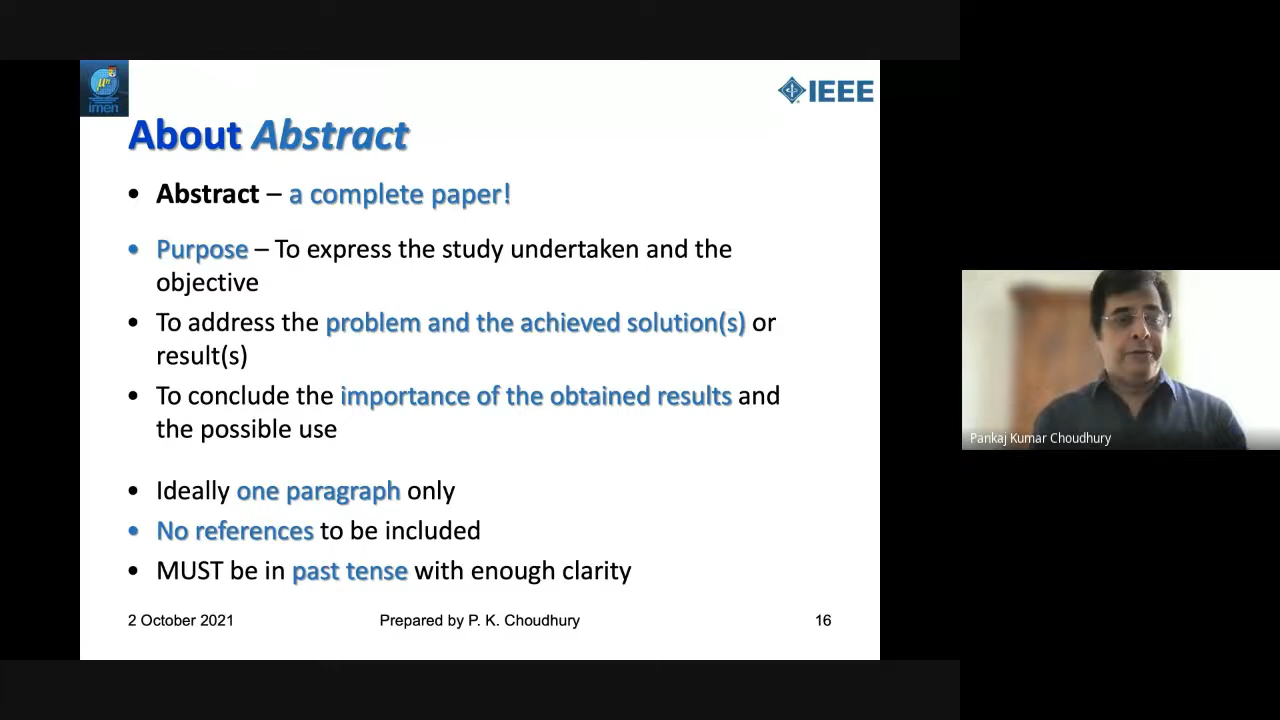 imen
IEEE
About Abstract
• Abstract – a complete paper!
• Purpose – To express the study undertaken and the
objective
• To address the problem and the achieved solution(s) or
result(s)
• To conclude the importance of the obtained results and
the possible use
• Ideally one paragraph only
• No references to be included
• MUST be in past tense with enough clarity
2 October 2021 Prepared by P. K. Choudhury 16
Pankaj Kumar Choudhury